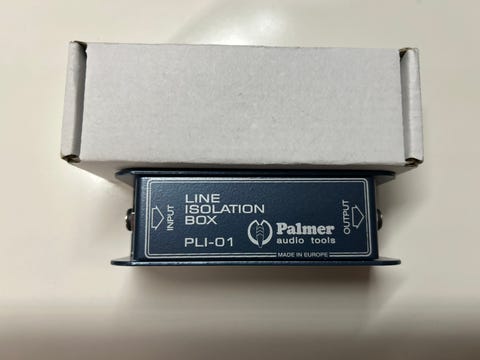 INPUT
LINE
ISOLATION
BOX
PLI-01
Palmer
audio tools
MADE IN EUROPE
OUTPUT